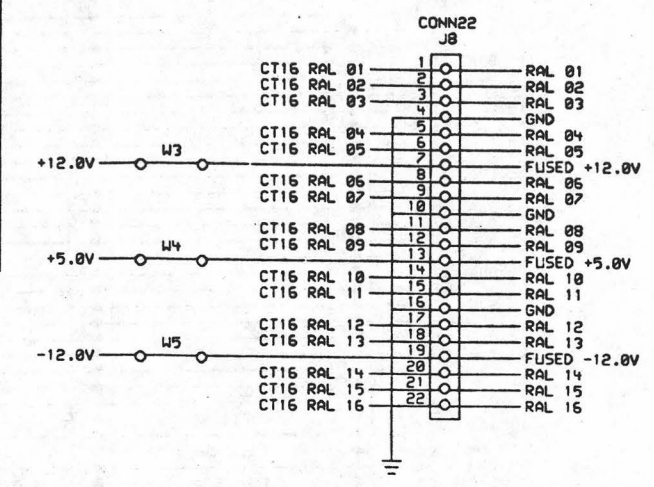 CONN22
J8
CT16 RAL 01 1 RAL 01
CT16 RAL 02 2 RAL 02
CT16 RAL 03 3 RAL 03
4 GND
CT16 RAL 04 5 RAL 04
CT16 RAL 05 6 RAL 05
+12.0V W3 7 FUSED +12.0V
CT16 RAL 06 8 RAL 06
CT16 RAL 07 9 RAL 07
10 GND
CT16 RAL 08 11 RAL 08
CT16 RAL 09 12 RAL 09
+5.0V W4 13 FUSED +5.0V
CT16 RAL 10 14 RAL 10
CT16 RAL 11 15 RAL 11
16 GND
CT16 RAL 12 17 RAL 12
CT16 RAL 13 18 RAL 13
-12.0V W5 19 FUSED -12.0V
CT16 RAL 14 20 RAL 14
CT16 RAL 15 21 RAL 15
CT16 RAL 16 22 RAL 16